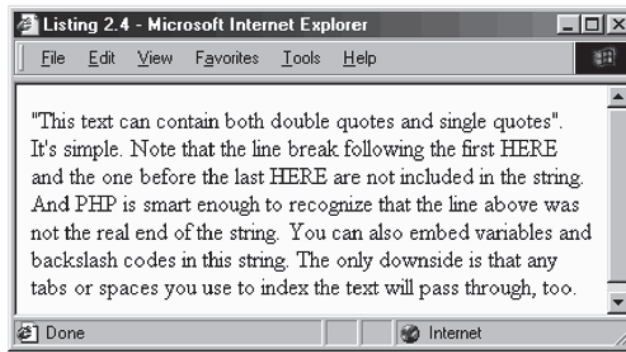 Listing 2.4 - Microsoft Internet Explorer
File Edit View Favorites Tools Help
"This text can contain both double quotes and single quotes".
It's simple. Note that the line break following the first HERE
and the one before the last HERE are not included in the string.
And PHP is smart enough to recognize that the line above was
not the real end of the string. You can also embed variables and
backslash codes in this string. The only downside is that any
tabs or spaces you use to index the text will pass through, too.
Done Internet